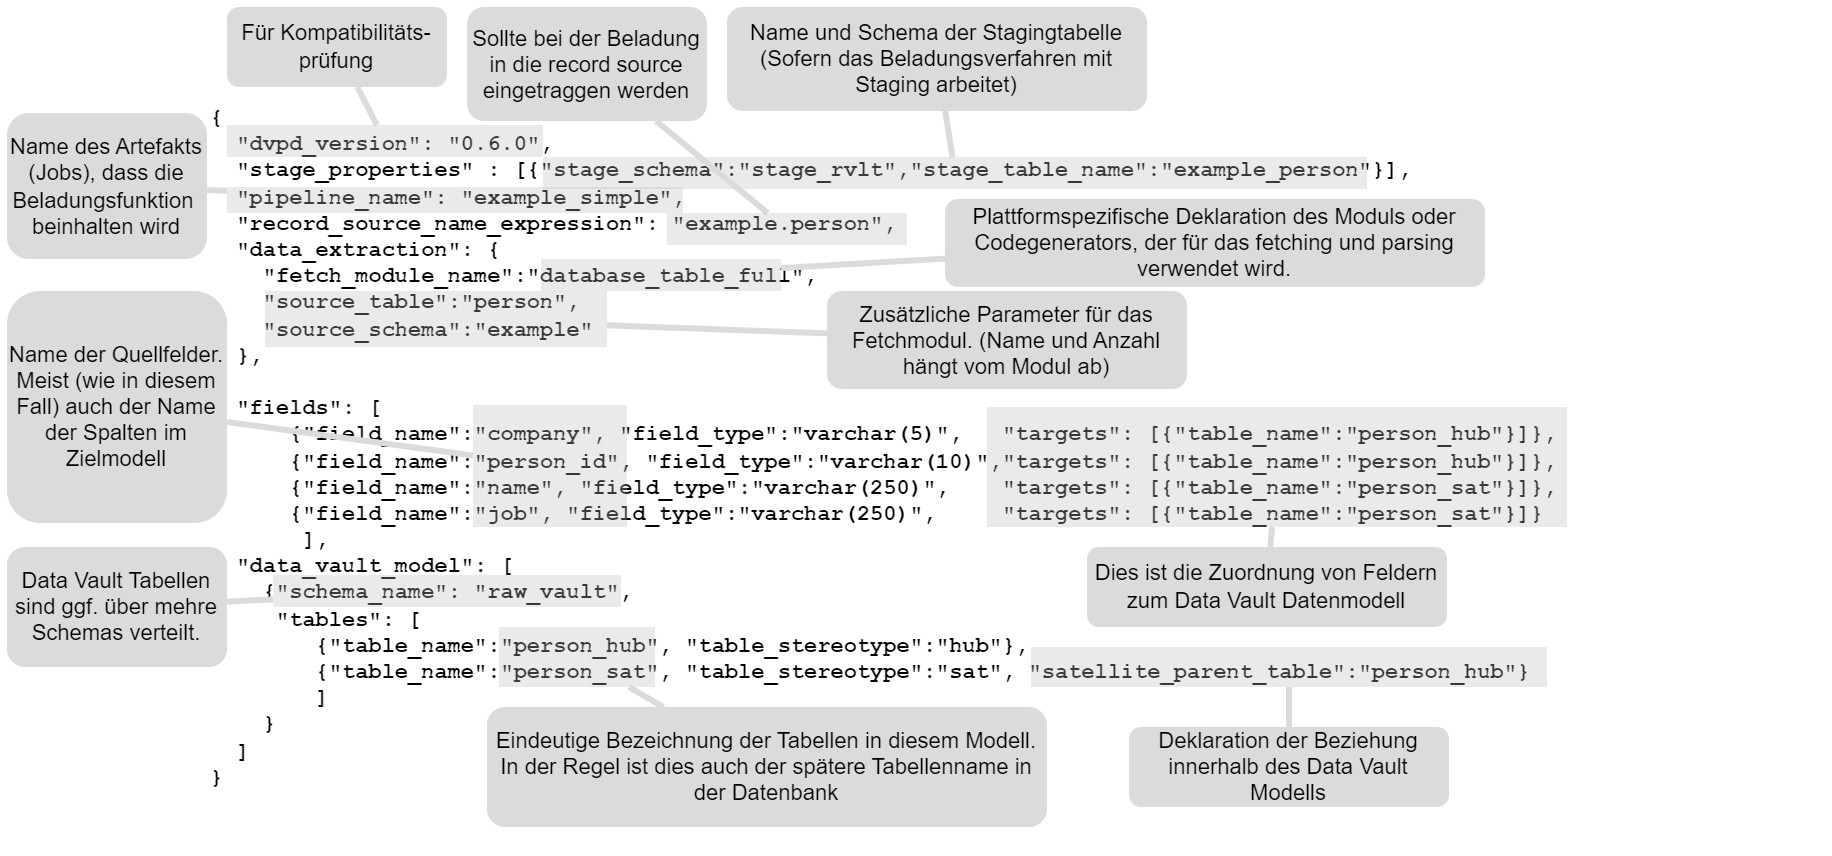 Für Kompatibilitäts-
prüfung
Sollte bei der Beladung
in die record source
eingetraggen werden
Name und Schema der Stagingtabelle
(Sofern das Beladungsverfahren mit
Staging arbeitet)
Name des Artefakts
(Jobs), dass die
Beladungsfunktion
beinhalten wird
{
"dvpd_version": "0.6.0",
"stage_properties" : [{"stage_schema":"stage_rvlt","stage_table_name":"example_person"}],
"pipeline_name": "example_simple",
"record_source_name_expression": "example.person",
"data_extraction": {
"fetch_module_name":"database_table_full",
"source_table":"person",
"source_schema":"example"
},
Plattformspezifische Deklaration des Moduls oder
Codegenerators, der für das fetching und parsing
verwendet wird.
Zusätzliche Parameter für das
Fetchmodul. (Name und Anzahl
hängt vom Modul ab)
Name der Quellfelder.
Meist (wie in diesem
Fall) auch der Name
der Spalten im
Zielmodell
"fields": [
{"field_name":"company", "field_type":"varchar(5)", "targets": [{"table_name":"person_hub"}]},
{"field_name":"person_id", "field_type":"varchar(10)","targets": [{"table_name":"person_hub"}]},
{"field_name":"name", "field_type":"varchar(250)", "targets": [{"table_name":"person_sat"}]},
{"field_name":"job", "field_type":"varchar(250)", "targets": [{"table_name":"person_sat"}]}
],
Dies ist die Zuordnung von Feldern
zum Data Vault Datenmodell
Data Vault Tabellen
sind ggf. über mehre
Schemas verteilt.
"data_vault_model": [
{"schema_name": "raw_vault",
"tables": [
{"table_name":"person_hub", "table_stereotype":"hub"},
{"table_name":"person_sat", "table_stereotype":"sat", "satellite_parent_table":"person_hub"}
]
}
]
}
Eindeutige Bezeichnung der Tabellen in diesem Modell.
In der Regel ist dies auch der spätere Tabellenname in
der Datenbank
Deklaration der Beziehung
innerhalb des Data Vault
Modells